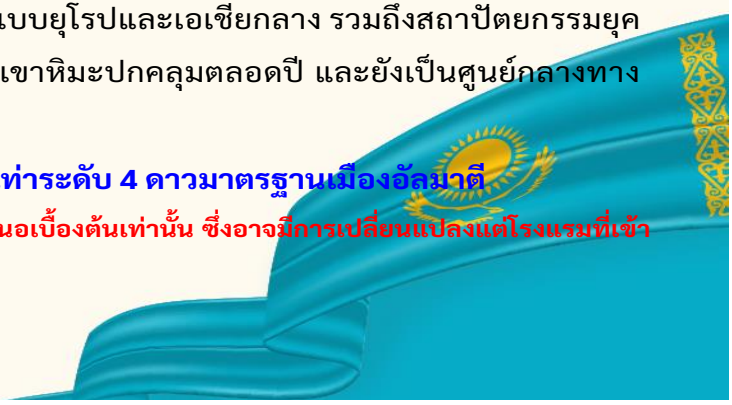 แบบยุโรปและเอเชียกลาง รวมถึงสถาปัตยกรรมยุค
เขาหิมะปกคลุมตลอดปี และยังเป็นศูนย์กลางทาง
ท่าระดับ 4 ดาวมาตรฐานเมืองอัลมาตี
นอเบื้องต้นเท่านั้น ซึ่งอาจมีการเปลี่ยนแปลงแต่โรงแรมที่เข้า